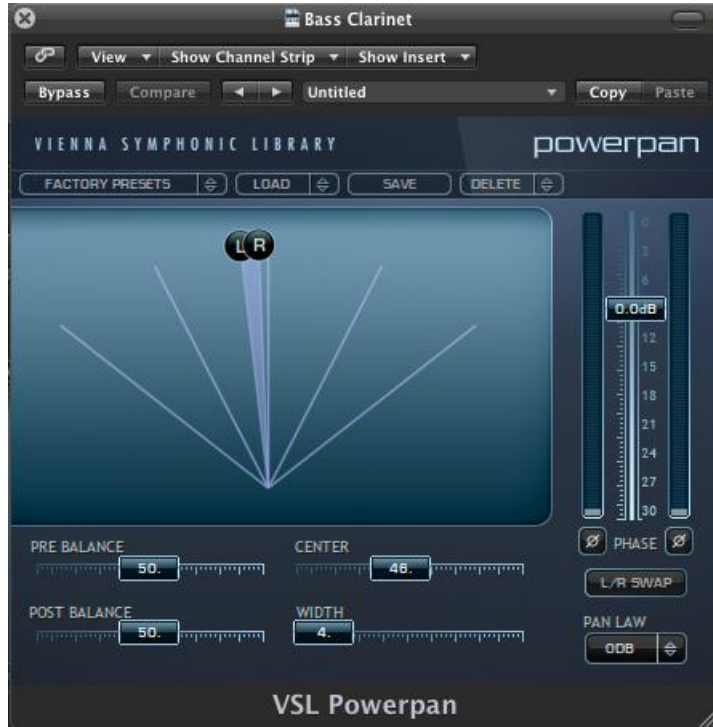 Bass Clarinet
View Show Channel Strip Show Insert
Bypass Compare Untitled Copy Paste
VIENNA SYMPHONIC LIBRARY powerpan
FACTORY PRESETS LOAD SAVE DELETE
L R
0
3
6
0.0dB
12
15
18
21
24
27
30
PRE BALANCE CENTER Ø PHASE Ø
50. 46.
L/R SWAP
POST BALANCE WIDTH PAN LAW
50. 4.
0DB
VSL Powerpan